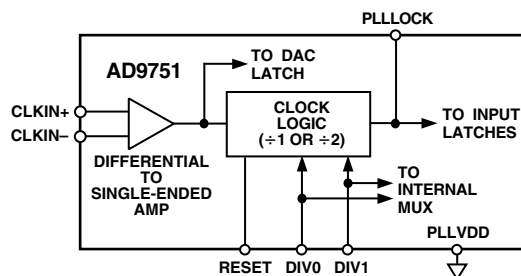 PLLLOCK
AD9751
TO DAC
LATCH
CLKIN+
CLKIN–
CLOCK
LOGIC
(÷1 OR ÷2)
TO INPUT
LATCHES
DIFFERENTIAL
TO
SINGLE-ENDED
AMP
TO
INTERNAL
MUX
PLLVDD
RESET
DIV0
DIV1